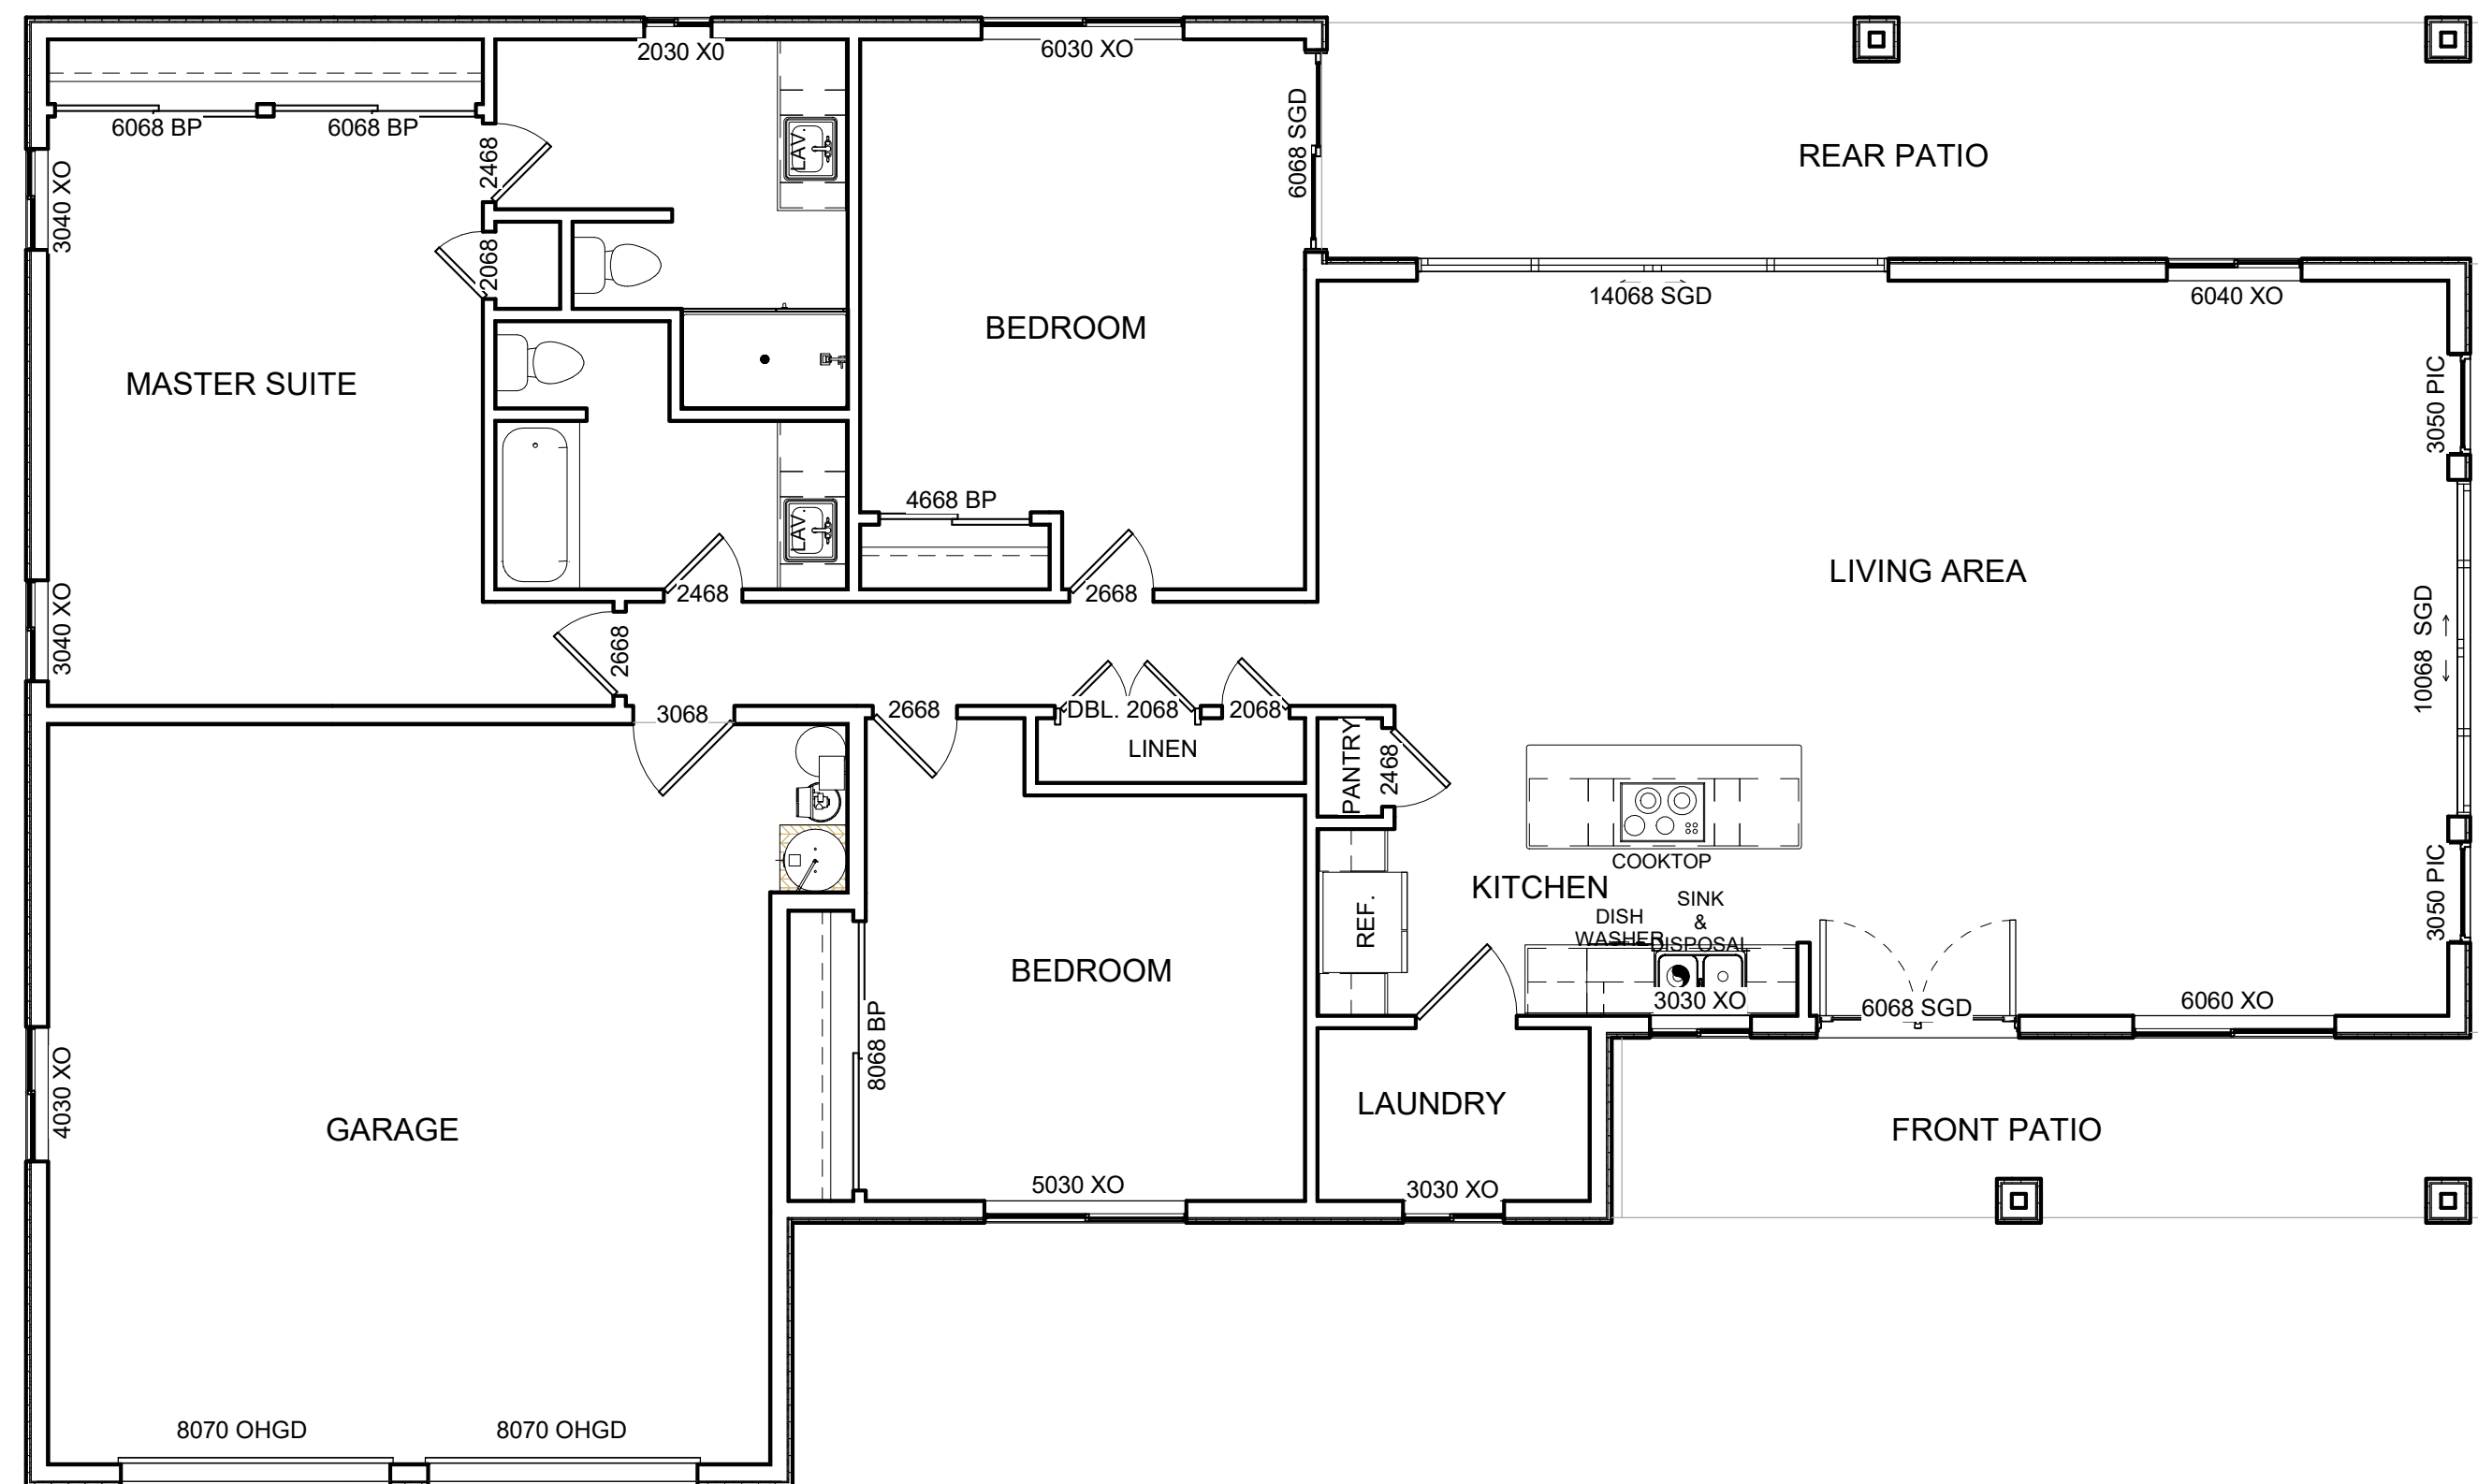 2030 X0
6030 XO
6068 BP
6068 BP
2468
LAV.
6068 SGD
REAR PATIO
3040 XO
2068
14068 SGD
6040 XO
BEDROOM
MASTER SUITE
3050 PIC
4668 BP
LAV.
LIVING AREA
2468
2668
3040 XO
2668
10068 SGD
3068
2668
DBL. 2068
2068
LINEN
PANTRY
2468
COOKTOP
KITCHEN
SINK
&
DISPOSAL
DISH
WASHER
REF.
3050 PIC
BEDROOM
3030 XO
6068 SGD
6060 XO
8068 BP
4030 XO
GARAGE
LAUNDRY
FRONT PATIO
5030 XO
3030 XO
8070 OHGD
8070 OHGD